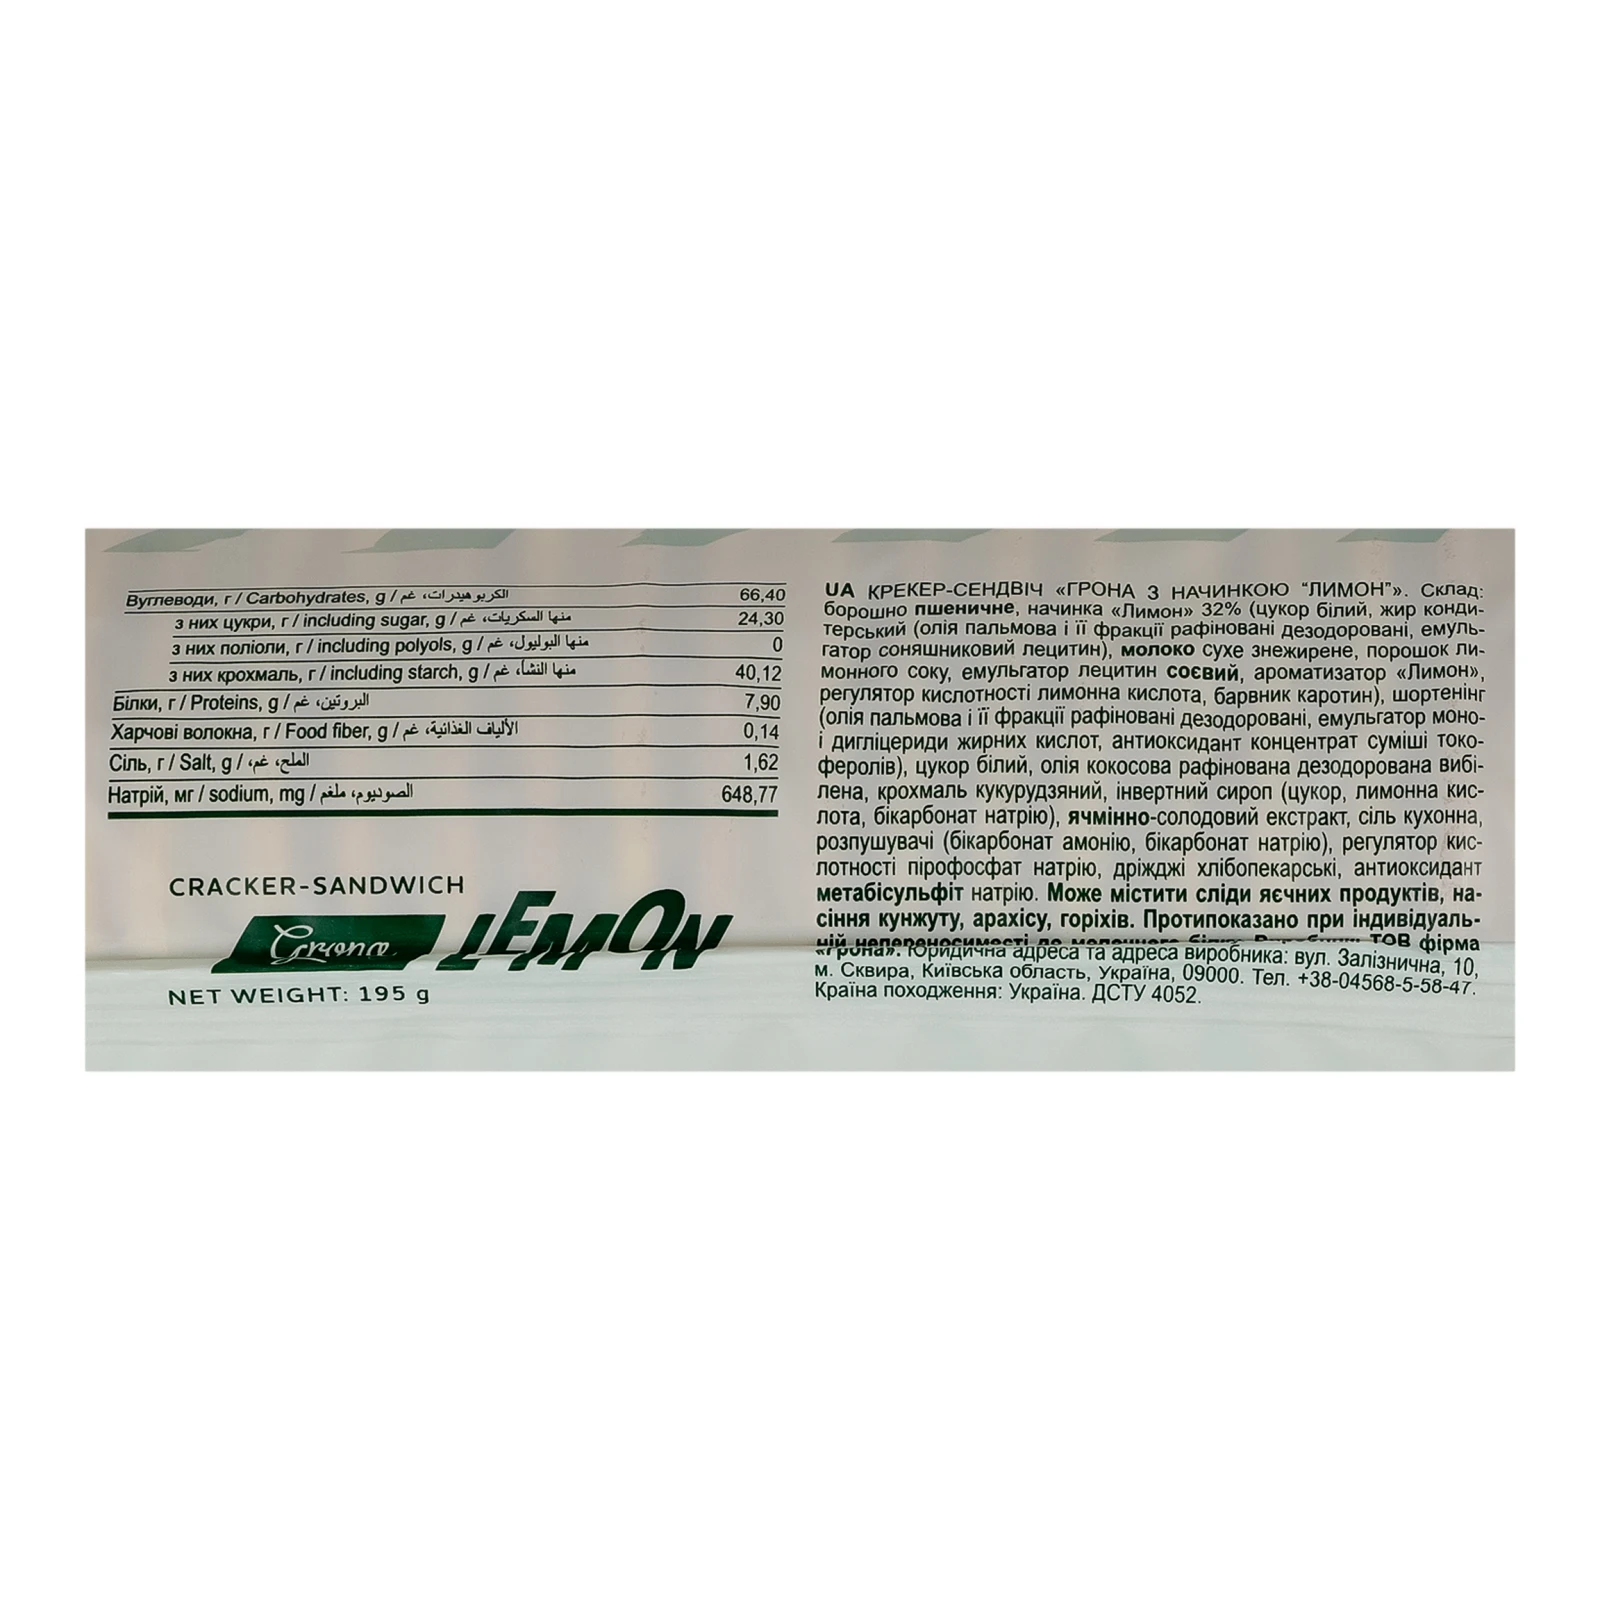 Вуглеводи, г / Carbohydrates, g / الكربوهيدرات، غم 66,40
з них цукри, г / including sugar, g / منها السكريات، غم 24,30
з них поліоли, г / including polyols, g / منها البوليول، غم 0
з них крохмаль, г / including starch, g / منها النشأ، غم 40,12
Білки, г / Proteins, g / البروتين، غم 7,90
Харчові волокна, г / Food fiber, g / الألياف الغذائية، غم 0,14
Сіль, г / Salt, g / الملح، غم، 1,62
Натрій, мг / sodium, mg / الصوديوم، ملغم 648,77
CRACKER-SANDWICH
Grona LEMON
NET WEIGHT: 195 g
UA КРЕКЕР-СЕНДВІЧ «ГРОНА З НАЧИНКОЮ "ЛИМОН"». Склад:
борошно пшеничне, начинка «Лимон» 32% (цукор білий, жир конди-
терський (олія пальмова і її фракції рафіновані дезодоровані, емуль-
гатор соняшниковий лецитин), молоко сухе знежирене, порошок ли-
монного соку, емульгатор лецитин соєвий, ароматизатор «Лимон»,
регулятор кислотності лимонна кислота, барвник каротин), шортенінг
(олія пальмова і її фракції рафіновані дезодоровані, емульгатор моно-
і дигліцериди жирних кислот, антиоксидант концентрат суміші токо-
феролів), цукор білий, олія кокосова рафінована дезодорована вибі-
лена, крохмаль кукурудзяний, інвертний сироп (цукор, лимонна кис-
лота, бікарбонат натрію), ячмінно-солодовий екстракт, сіль кухонна,
розпушувачі (бікарбонат амонію, бікарбонат натрію), регулятор кис-
лотності пірофосфат натрію, дріжджі хлібопекарські, антиоксидант
метабісульфіт натрію. Може містити сліди яєчних продуктів, на-
сіння кунжуту, арахісу, горіхів. Протипоказано при індивідуаль-
ній непереносимості до молочного білку. Виробник: ТОВ фірма
«Грона». Юридична адреса та адреса виробника: вул. Залізнична, 10,
м. Сквира, Київська область, Україна, 09000. Тел. +38-04568-5-58-47.
Країна походження: Україна. ДСТУ 4052.